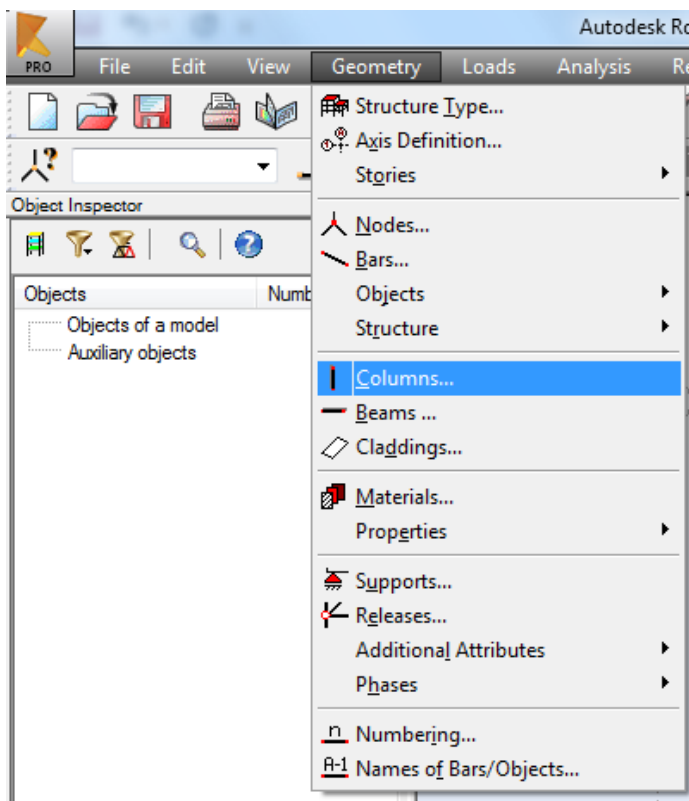 Autodesk Ro
PRO File Edit View Geometry Loads Analysis Re
Structure Type...
Axis Definition...
Stories
Object Inspector
Nodes...
Bars...
Objects Numb
Objects
Objects of a model
Structure
Auxiliary objects
Columns...
Beams ...
Claddings...
Materials...
Properties
Supports...
Releases...
Additional Attributes
Phases
n Numbering...
A-1 Names of Bars/Objects...